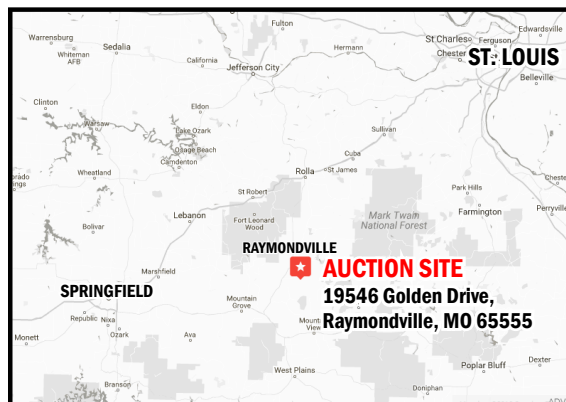 Fulton
St Charles
Ferguson
Edwardsville
Warrensburg
Sedalia
Whiteman
AFB
California
Jefferson City
Hermann
Chester
ST. LOUIS
Belleville
Clinton
Eldon
Warsaw
Lake Ozark
Osage Beach
Camdenton
Sullivan
Cuba
Rolla
St James
Wheatland
St Robert
Park Hills
Chester
Lebanon
Fort Leonard
Wood
Mark Twain
National Forest
Farmington
Perryville
Bolivar
RAYMONDVILLE
AUCTION SITE
Marshfield
SPRINGFIELD
19546 Golden Drive,
Raymondville, MO 65555
Mountain
Grove
Republic
Nixa
Ozark
Mount
View
Monett
Ava
Poplar Bluff
Dexter
West Plains
Branson
Doniphan